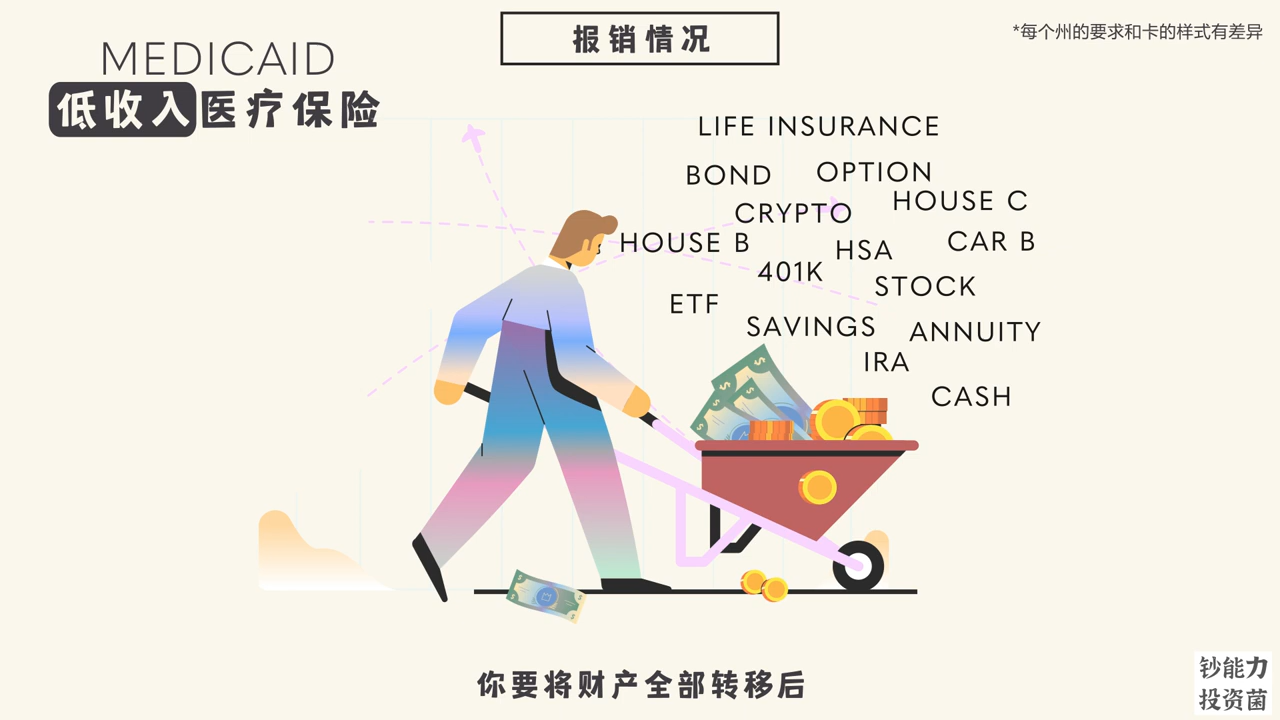 报销情况
*每个州的要求和卡的样式有差异
MEDICAID
低收入医疗保险
LIFE INSURANCE
BOND
OPTION
HOUSE C
CRYPTO
HOUSE B
HSA
CAR B
401K
STOCK
ETF
SAVINGS
ANNUITY
IRA
CASH
你要将财产全部转移后
钞能力
投资菌